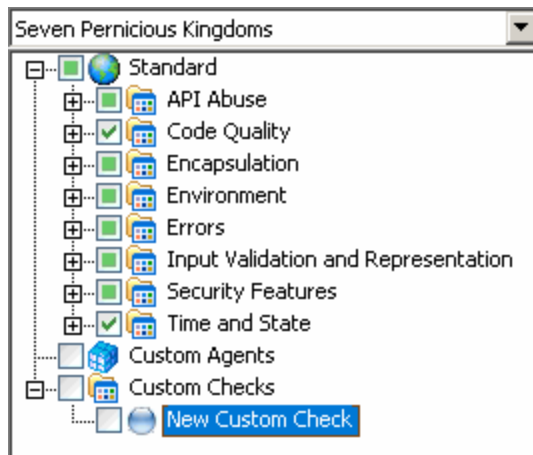 Seven Pernicious Kingdoms
Standard
API Abuse
Code Quality
Encapsulation
Environment
Errors
Input Validation and Representation
Security Features
Time and State
Custom Agents
Custom Checks
New Custom Check